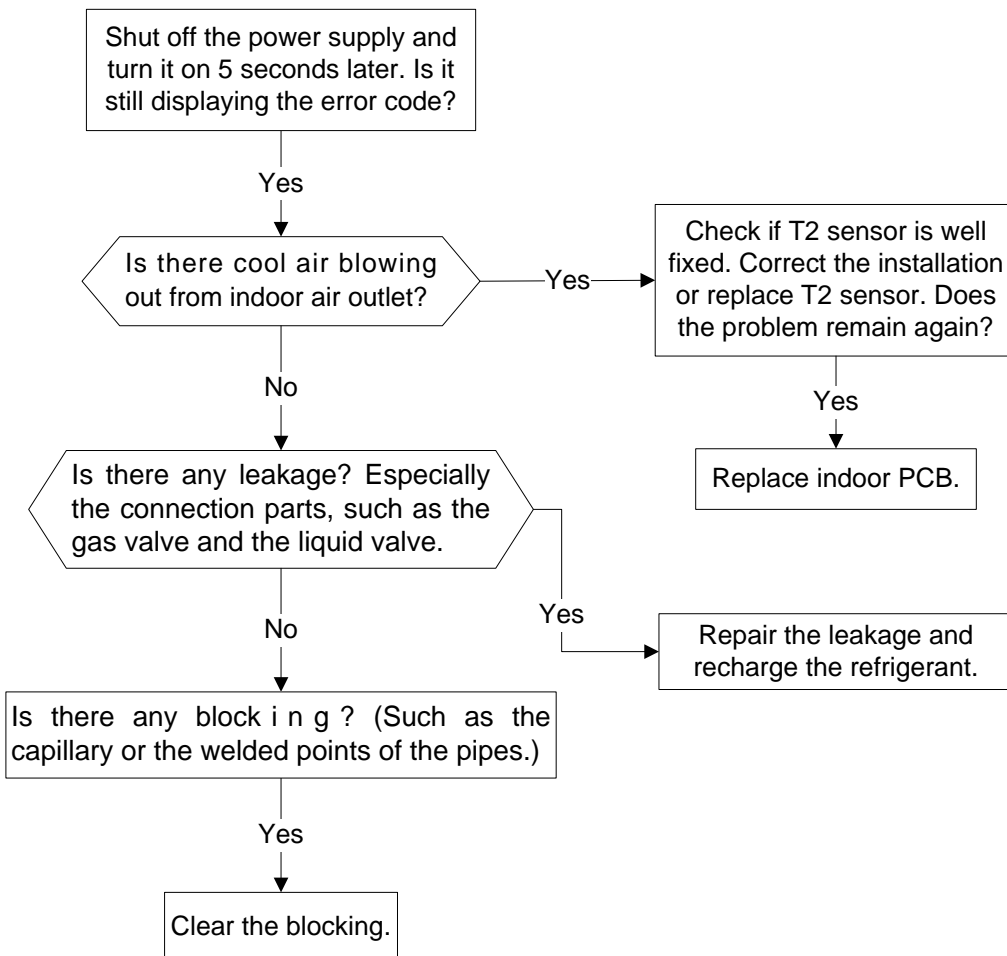 Shut off the power supply and
turn it on 5 seconds later. Is it
still displaying the error code?
Yes
Is there cool air blowing
out from indoor air outlet?
Yes
Check if T2 sensor is well
fixed. Correct the installation
or replace T2 sensor. Does
the problem remain again?
Yes
Replace indoor PCB.
No
Is there any leakage? Especially
the connection parts, such as the
gas valve and the liquid valve.
Yes
Repair the leakage and
recharge the refrigerant.
No
Is there any block i n g ? (Such as the
capillary or the welded points of the pipes.)
Yes
Clear the blocking.